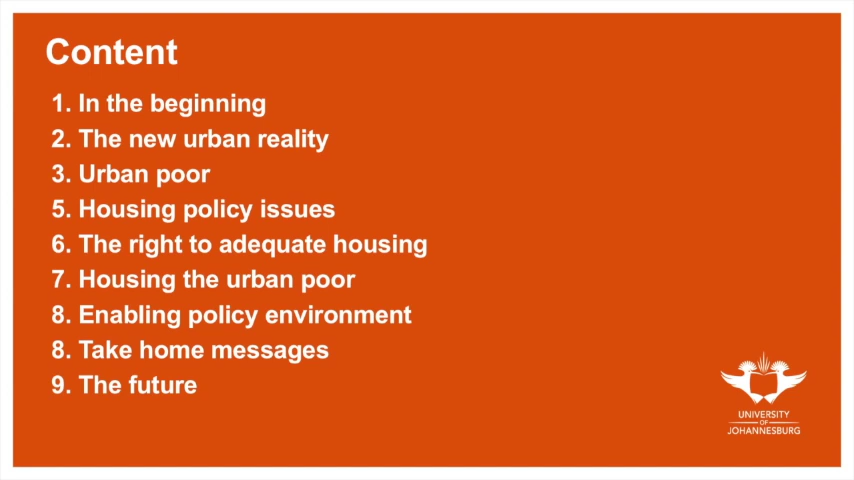 Content
1. In the beginning
2. The new urban reality
3. Urban poor
5. Housing policy issues
6. The right to adequate housing
7. Housing the urban poor
8. Enabling policy environment
8. Take home messages
9. The future
UNIVERSITY
OF
JOHANNESBURG